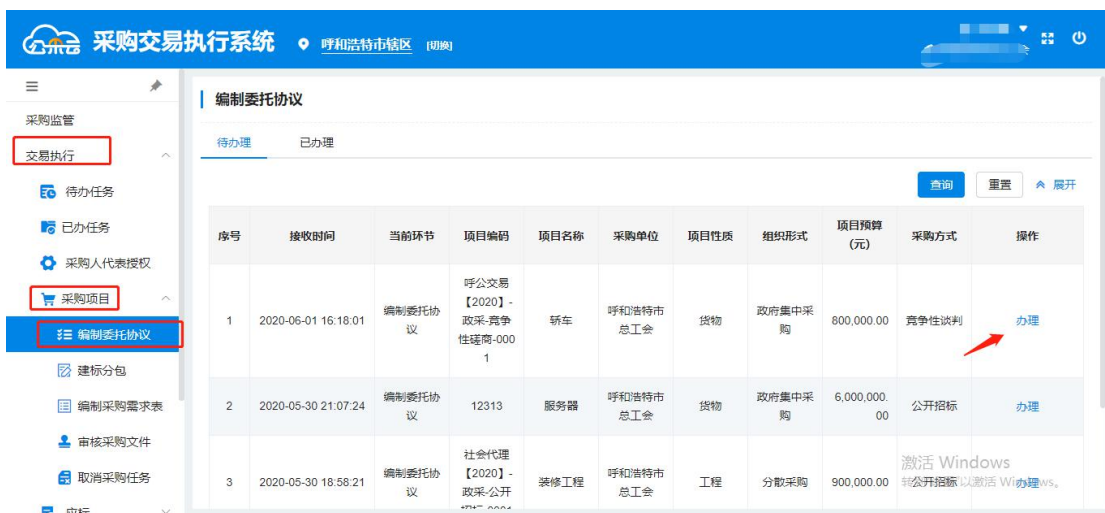 政采云 采购交易执行系统 呼和浩特市辖区 [切换]
编制委托协议
待办理 已办理
查询 重置 展开
采购监管
交易执行
待办任务
已办任务
采购人代表授权
采购项目
编制委托协议
建标分包
编制采购需求表
审核采购文件
取消采购任务
应标
序号 接收时间 当前环节 项目编码 项目名称 采购单位 项目性质 组织形式 项目预算 采购方式 操作
(元)
呼公交易
【2020】-
1 2020-06-01 16:18:01 编制委托协 政采-竞争 轿车 呼和浩特市 货物 政府集中采 800,000.00 竞争性谈判 办理
议 性磋商-000 总工会 购
1
2 2020-05-30 21:07:24 编制委托协 12313 服务器 呼和浩特市 货物 政府集中采 6,000,000. 公开招标 办理
议 总工会 购 00
社会代理
【2020】-
3 2020-05-30 18:58:21 编制委托协 政采-公开 装修工程 呼和浩特市 工程 分散采购 900,000.00 公开招标 办理
议 招标-0001 总工会
激活 Windows